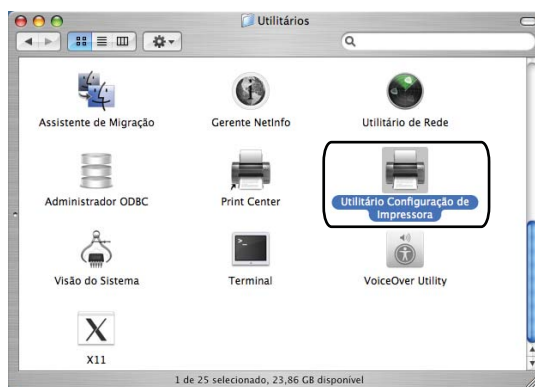 Utilitários
Assistente de Migração
Gerente NetInfo
Utilitário de Rede
Administrador ODBC
Print Center
Utilitário Configuração de
Impressora
Visão do Sistema
Terminal
VoiceOver Utility
X11
1 de 25 selecionado, 23,86 GB disponível